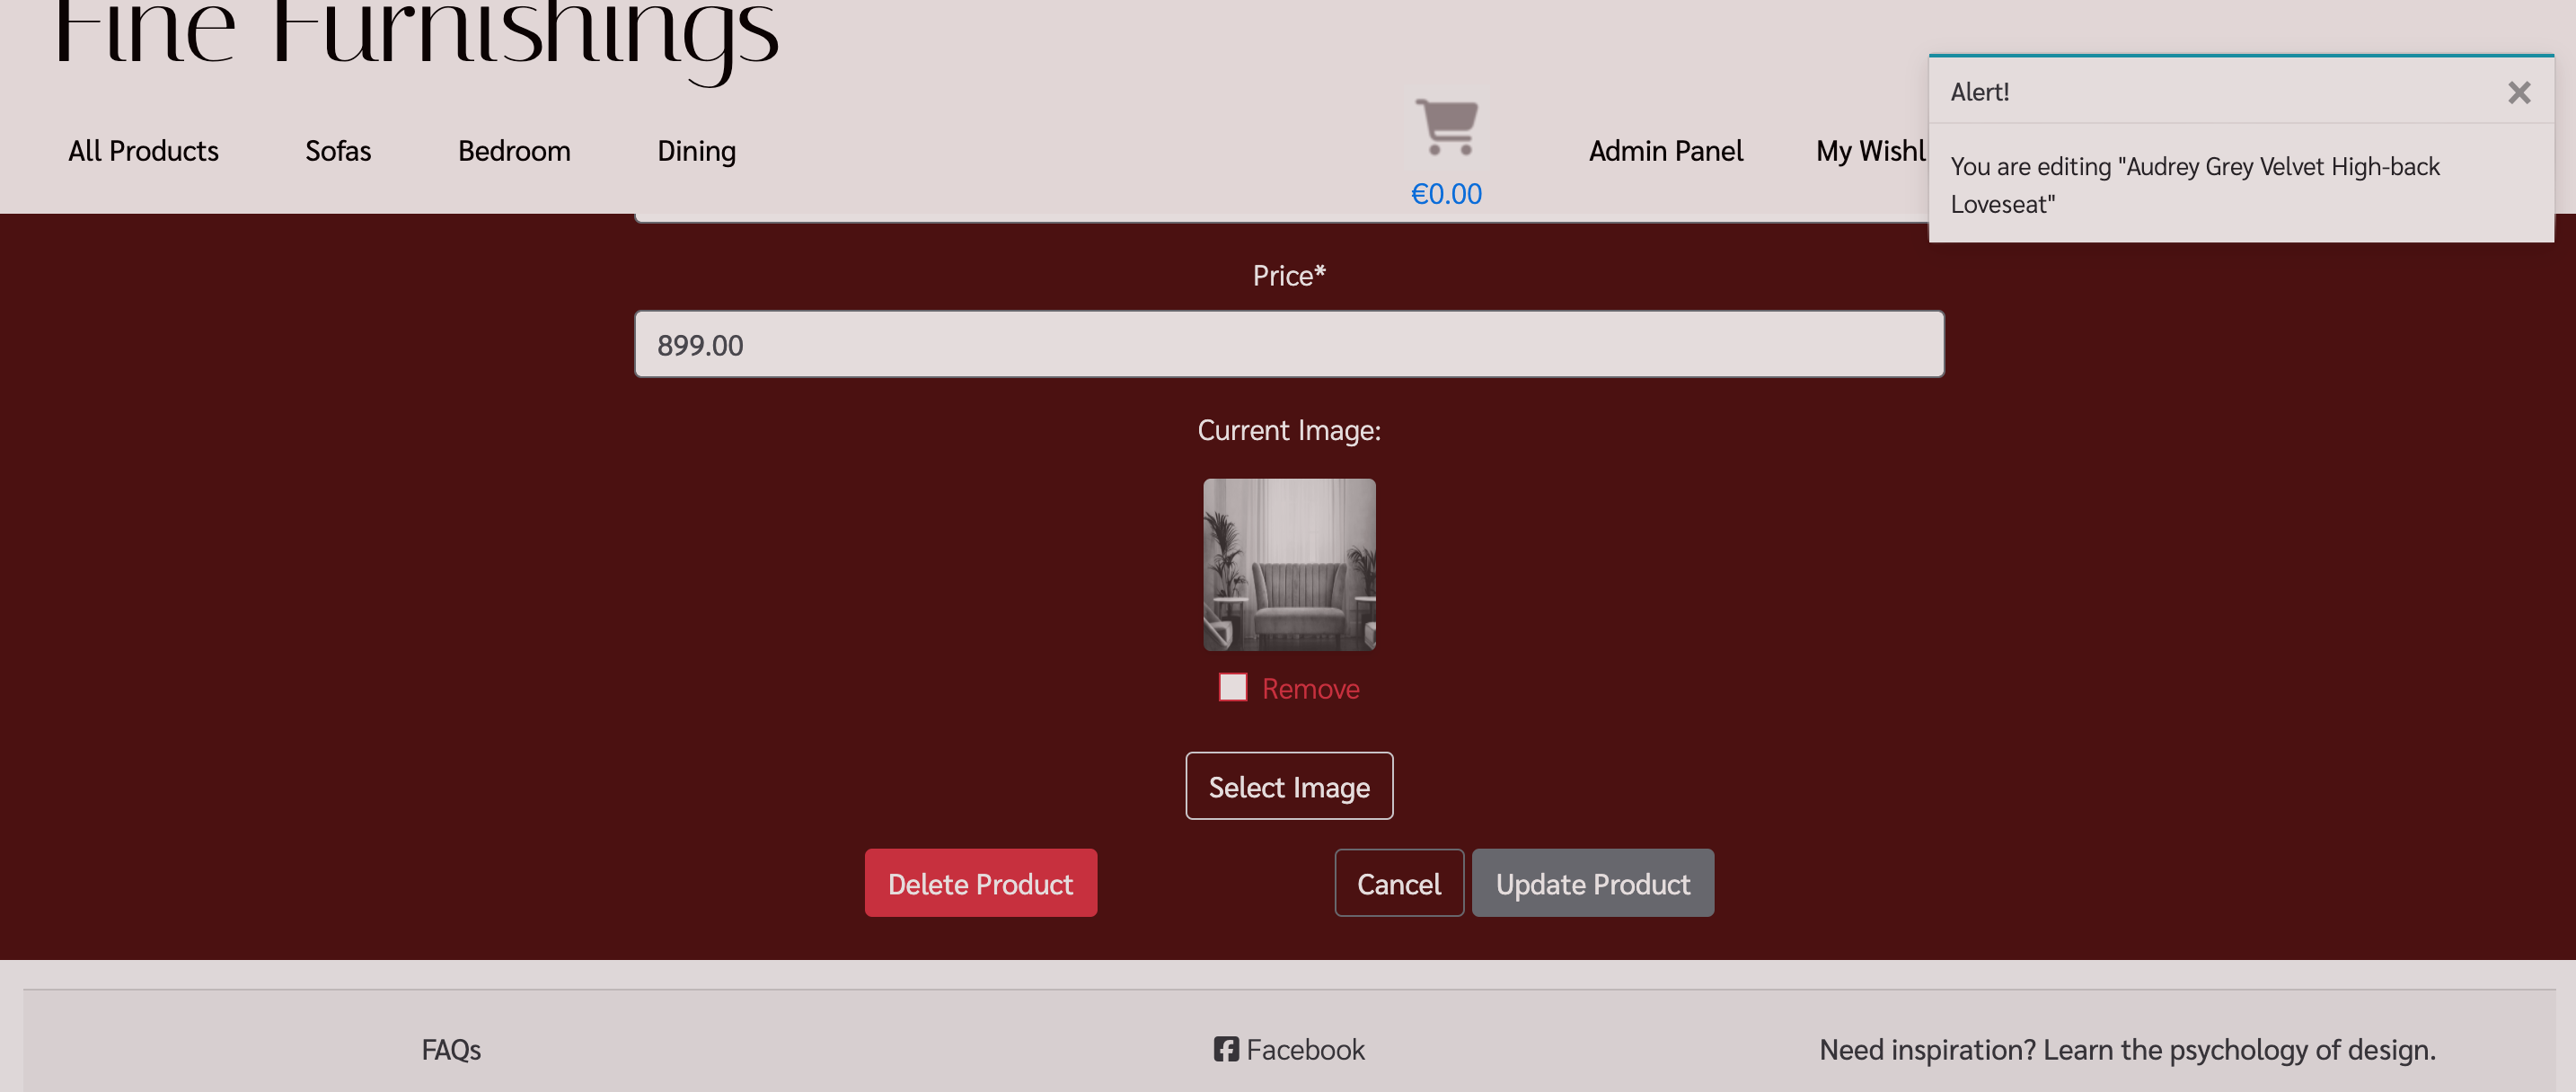 Fine Furnishings
Alert!
You are editing "Audrey Grey Velvet High-back
Loveseat"
All Products Sofas Bedroom Dining Admin Panel My Wishl
€0.00
Price*
899.00
Current Image:
Remove
Select Image
Delete Product Cancel Update Product
FAQs Facebook Need inspiration? Learn the psychology of design.